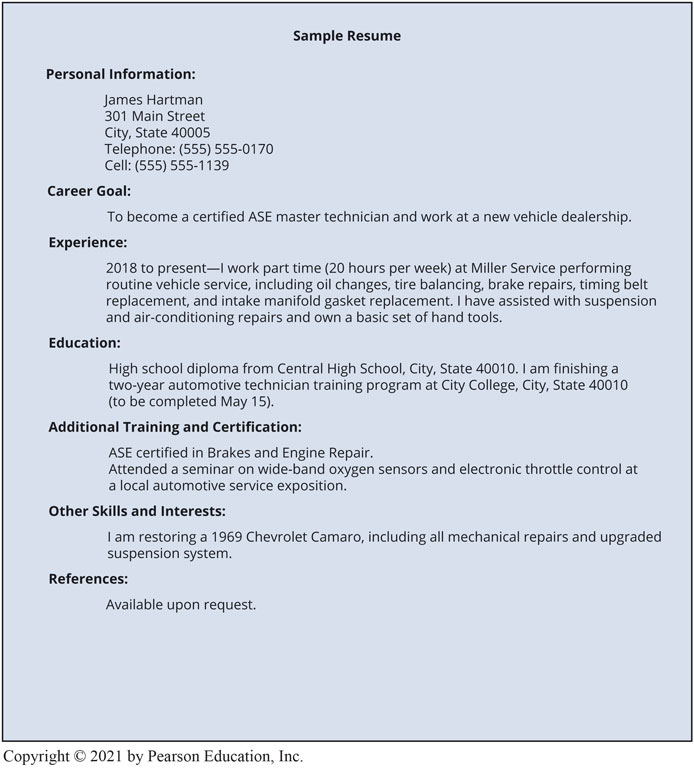 Sample Resume
Personal Information:
James Hartman
301 Main Street
City, State 40005
Telephone: (555) 555-0170
Cell: (555) 555-1139
Career Goal:
To become a certified ASE master technician and work at a new vehicle dealership.
Experience:
2018 to present—I work part time (20 hours per week) at Miller Service performing
routine vehicle service, including oil changes, tire balancing, brake repairs, timing belt
replacement, and intake manifold gasket replacement. I have assisted with suspension
and air-conditioning repairs and own a basic set of hand tools.
Education:
High school diploma from Central High School, City, State 40010. I am finishing a
two-year automotive technician training program at City College, City, State 40010
(to be completed May 15).
Additional Training and Certification:
ASE certified in Brakes and Engine Repair.
Attended a seminar on wide-band oxygen sensors and electronic throttle control at
a local automotive service exposition.
Other Skills and Interests:
I am restoring a 1969 Chevrolet Camaro, including all mechanical repairs and upgraded
suspension system.
References:
Available upon request.
Copyright © 2021 by Pearson Education, Inc.